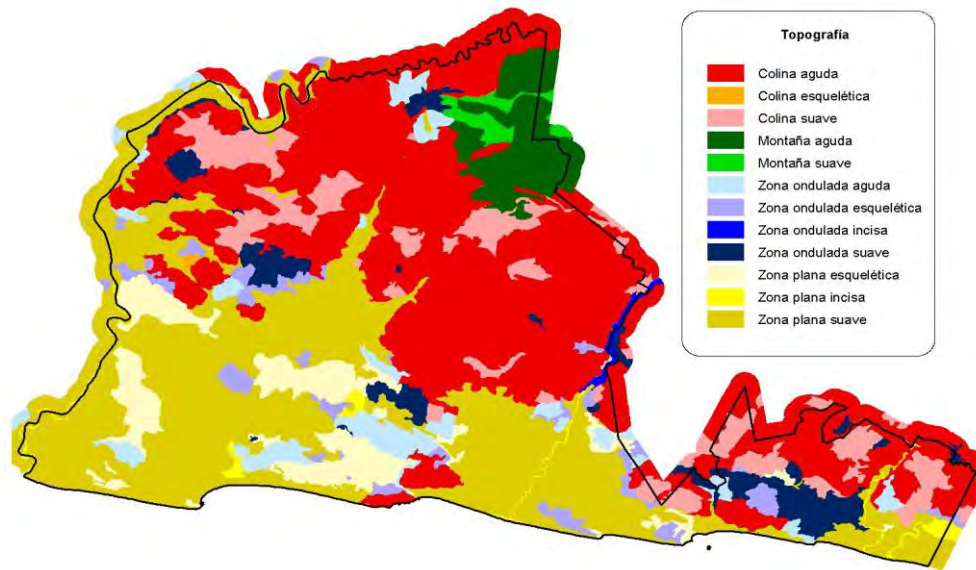 Topografía
Colina aguda
Colina esquelética
Colina suave
Montaña aguda
Montaña suave
Zona ondulada aguda
Zona ondulada esquelética
Zona ondulada incisa
Zona ondulada suave
Zona plana esquelética
Zona plana incisa
Zona plana suave